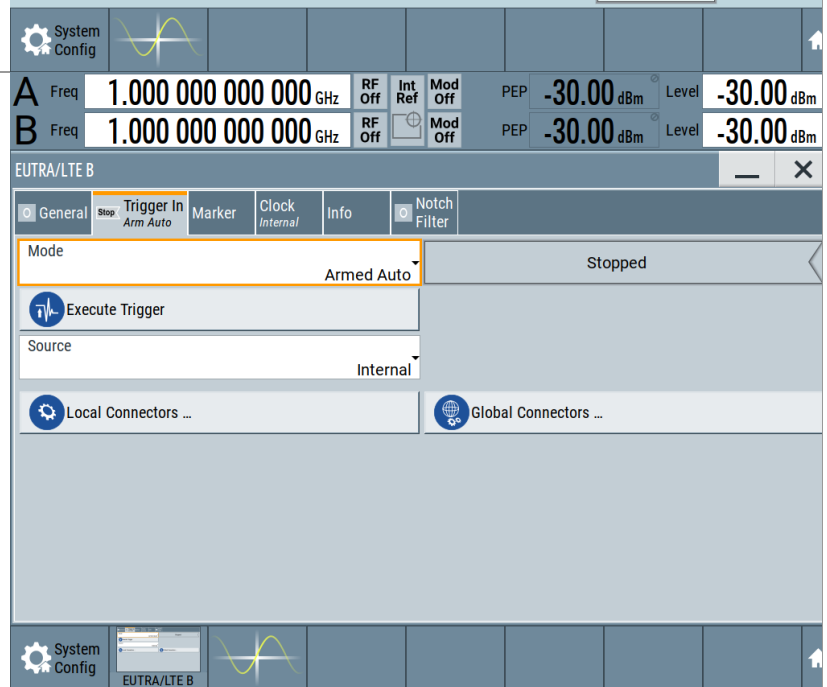 System
Config
A Freq 1.000 000 000 000 GHz RF Off Int Ref Mod Off PEP -30.00 dBm Level -30.00 dBm
B Freq 1.000 000 000 000 GHz RF Off Mod Off PEP -30.00 dBm Level -30.00 dBm
EUTRA/LTE B
General Stop Trigger In Arm Auto Marker Clock Internal Info Notch Filter
Mode
Armed Auto
Stopped
Execute Trigger
Source
Internal
Local Connectors ...
Global Connectors ...
System
Config
EUTRA/LTE B